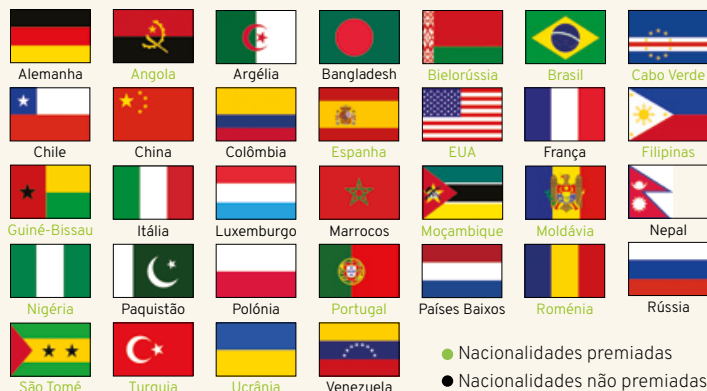 Alemanha Angola Argélia Bangladesh Bielorússia Brasil Cabo Verde
Chile China Colômbia Espanha EUA França Filipinas
Guiné-Bissau Itália Luxemburgo Marrocos Moçambique Moldávia Nepal
Nigéria Paquistão Polónia Portugal Países Baixos Roménia Rússia
São Tomé Turquia Ucrânia Venezuela
Nacionalidades premiadas
Nacionalidades não premiadas